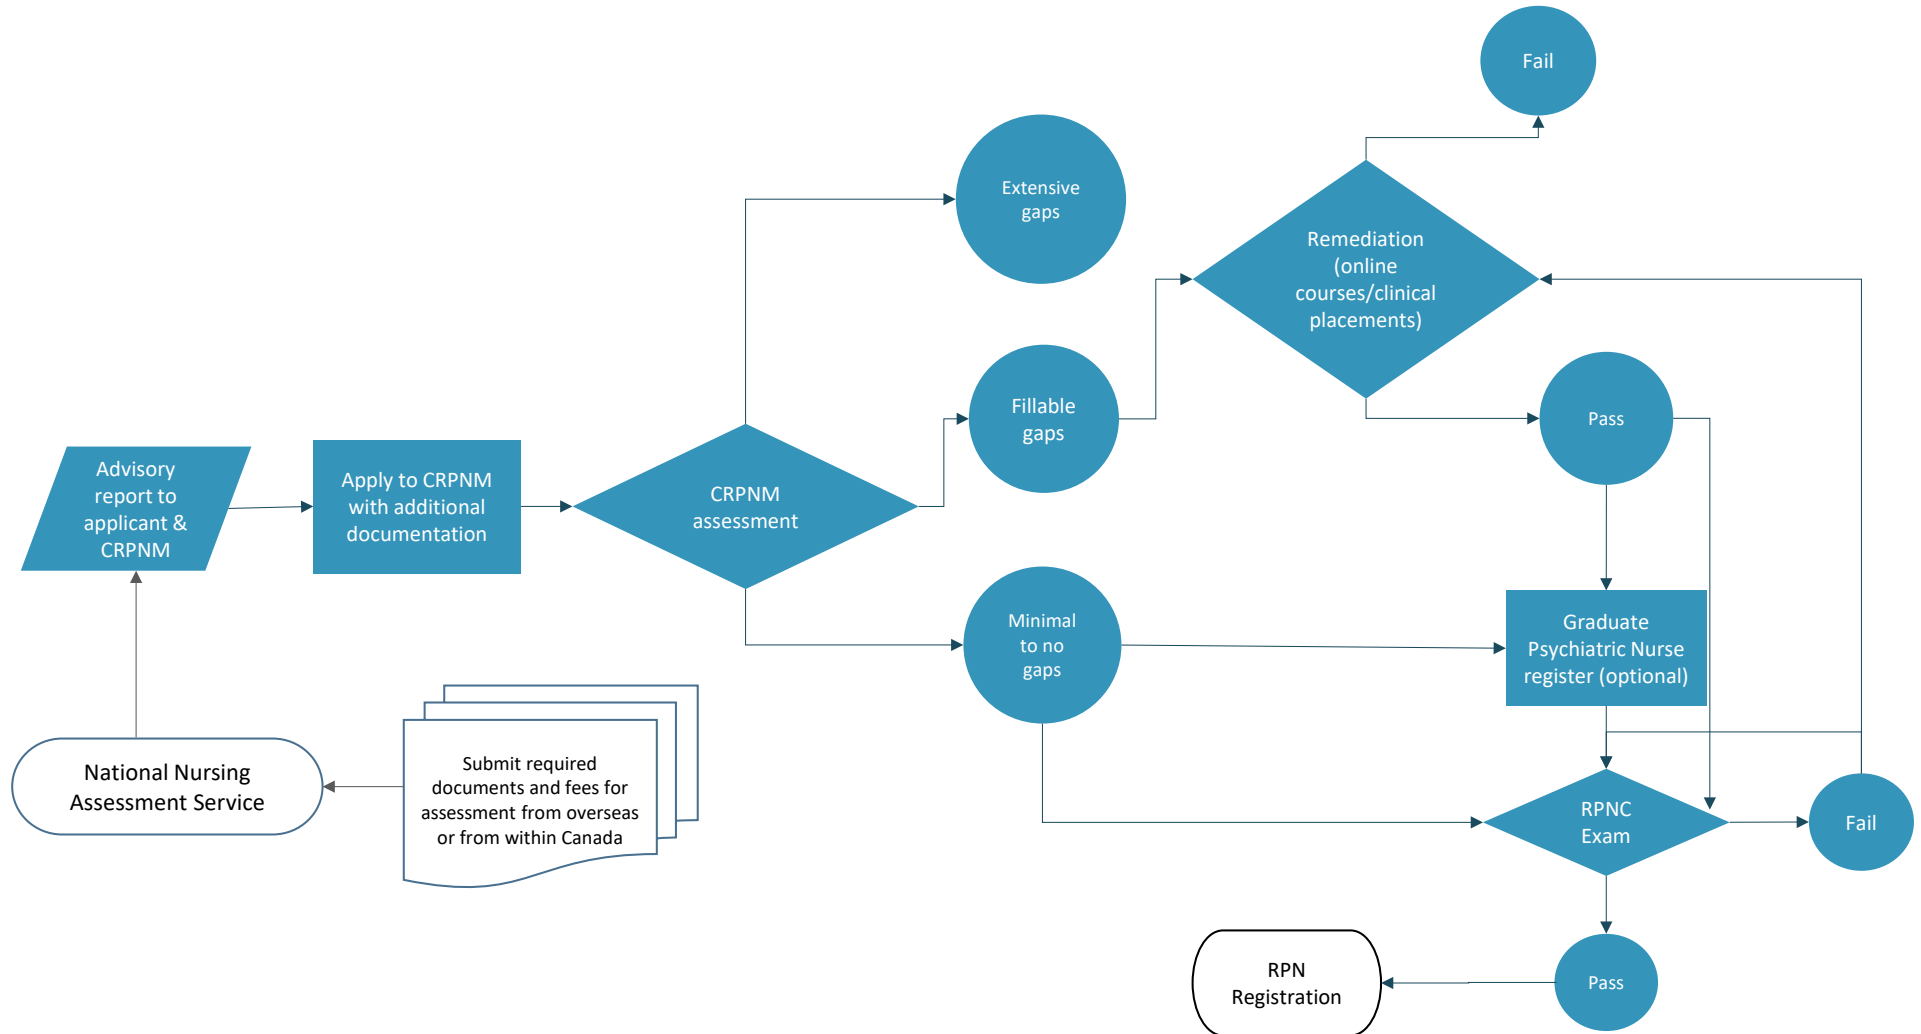 Fail
Extensive
gaps
Remediation
(online
courses/clinical
placements)
Fillable
gaps
Pass
Advisory
report to
applicant &
CRPNM
Apply to CRPNM
with additional
documentation
CRPNM
assessment
Minimal
to no
gaps
Graduate
Psychiatric Nurse
register (optional)
National Nursing
Assessment Service
Submit required
documents and fees for
assessment from overseas
or from within Canada
RPNC
Exam
Fail
RPN
Registration
Pass